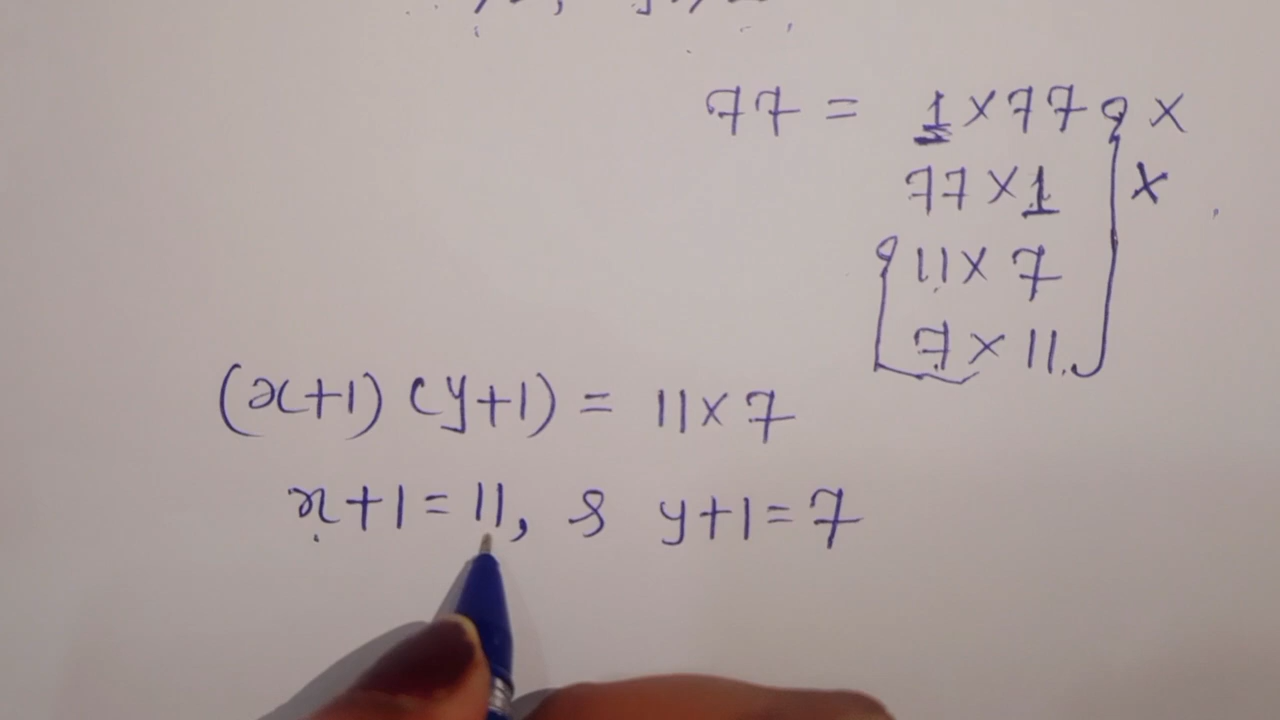 77 = 1×77 ×
77×1 ×
11×7
7×11
(x+1) (y+1) = 11×7
x+1=11, & y+1=7